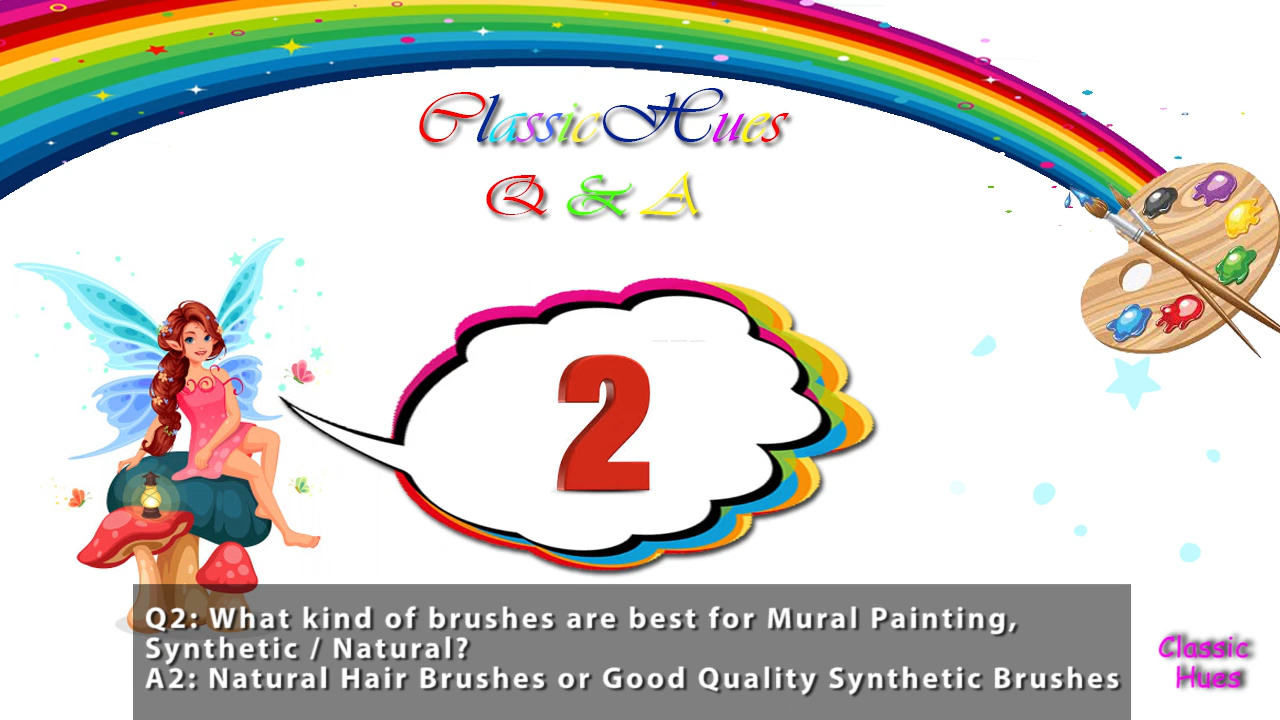 ClassicHues
Q & A
2
Q2: What kind of brushes are best for Mural Painting,
Synthetic / Natural?
A2: Natural Hair Brushes or Good Quality Synthetic Brushes
Classic
Hues